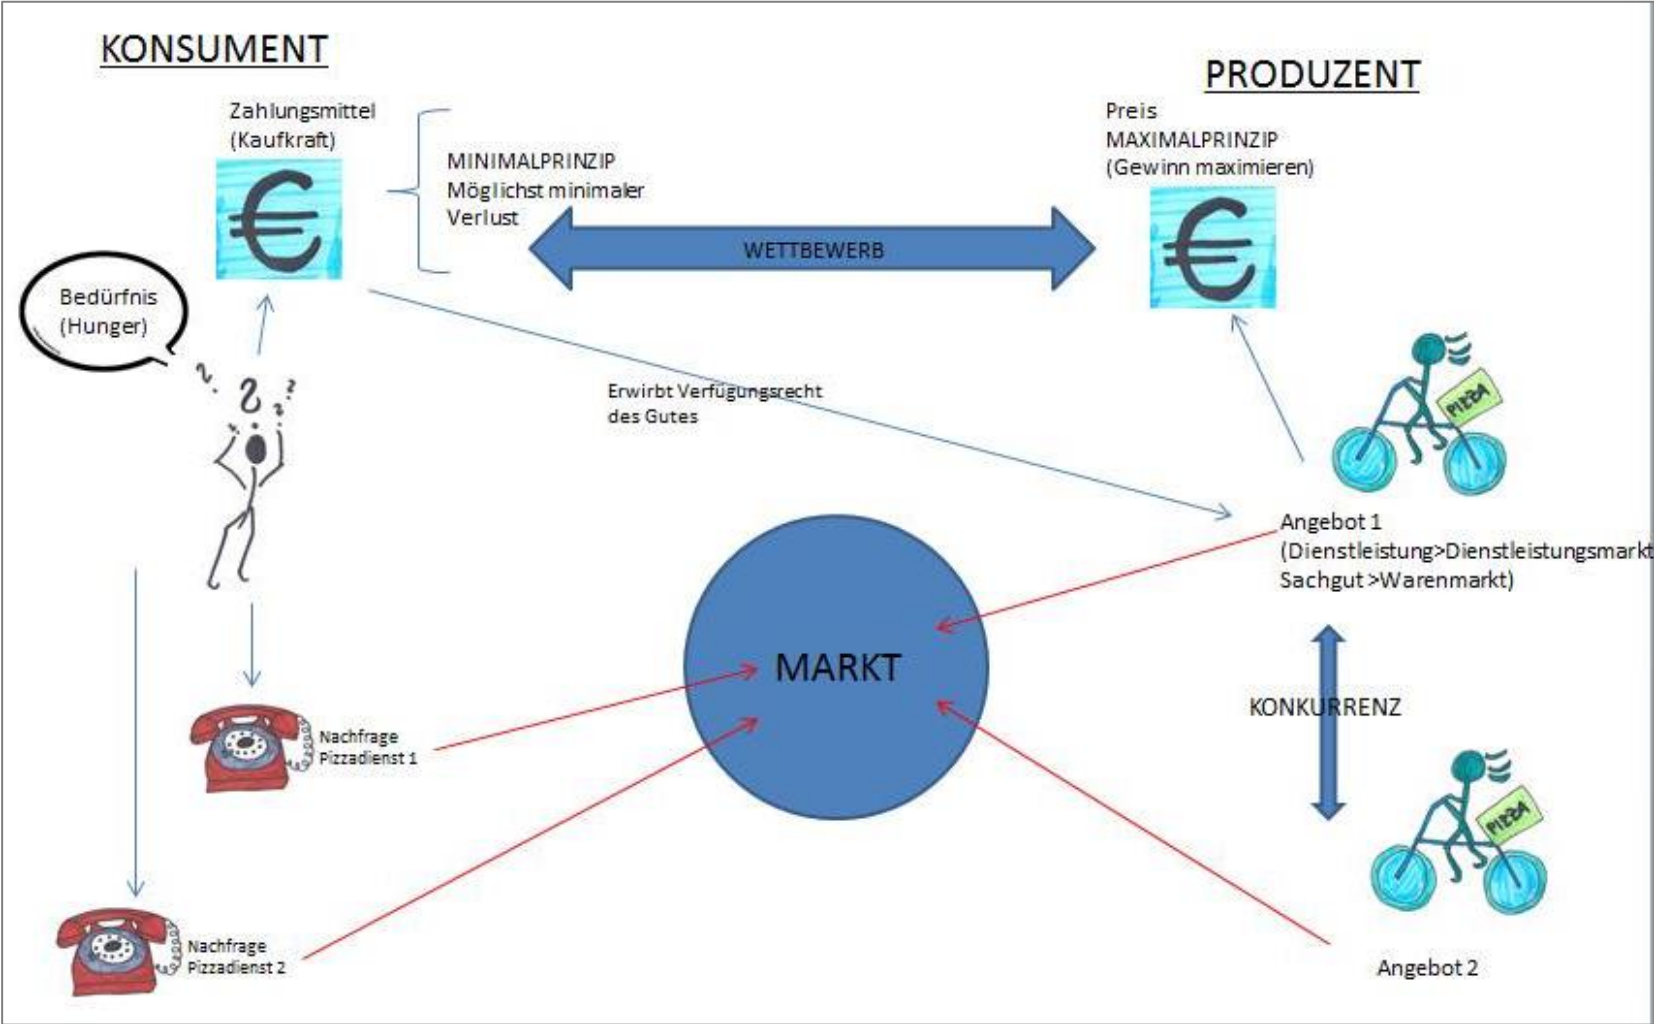 KONSUMENT
PRODUZENT
Zahlungsmittel
(Kaufkraft)
€
MINIMALPRINZIP
Möglichst minimaler
Verlust
WETTBEWERB
Preis
MAXIMALPRINZIP
(Gewinn maximieren)
€
Bedürfnis
(Hunger)
Erwirbt Verfügungsrecht
des Gutes
PIZZA
Angebot 1
(Dienstleistung>Dienstleistungsmarkt
Sachgut >Warenmarkt)
MARKT
KONKURRENZ
Nachfrage
Pizzadienst 1
PIZZA
Nachfrage
Pizzadienst 2
Angebot 2